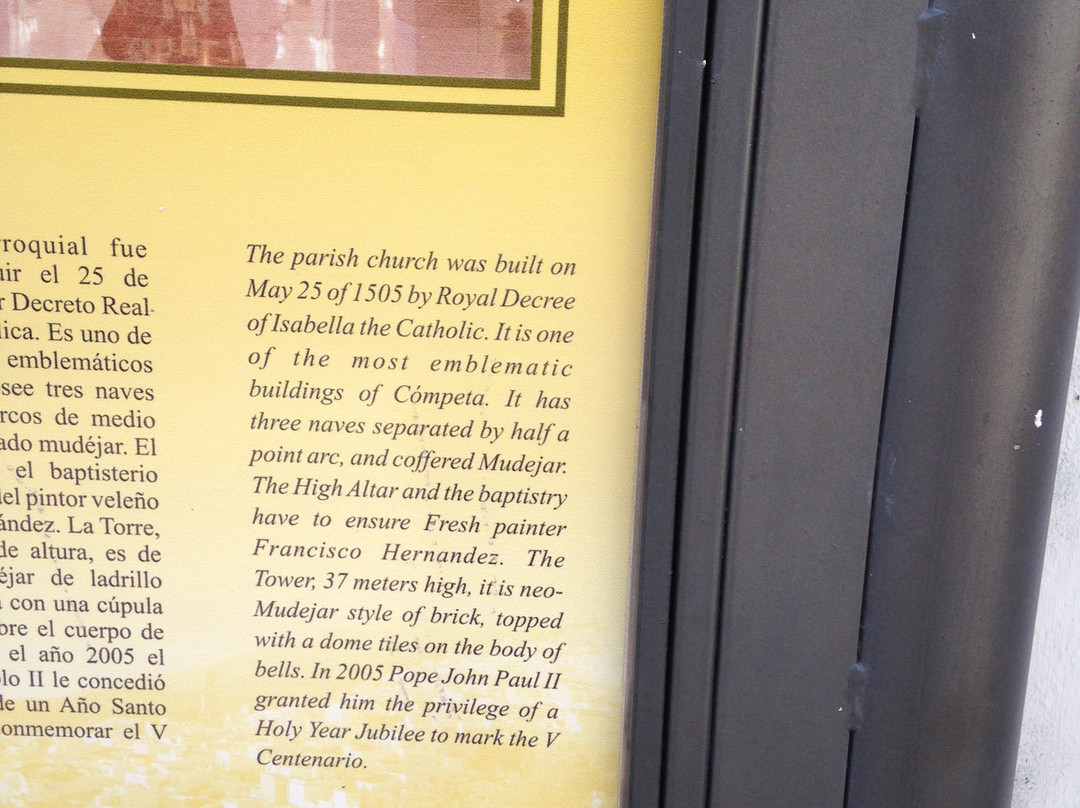 roquial fue
uir el 25 de
r Decreto Real
lica. Es uno de
emblemáticos
see tres naves
rcos de medio
ado mudéjar. El
el baptisterio
del pintor veleño
ández. La Torre,
de altura, es de
éjar de ladrillo
a con una cúpula
bre el cuerpo de
el año 2005 el
lo II le concedió
de un Año Santo
onmemorar el V
The parish church was built on
May 25 of 1505 by Royal Decree
of Isabella the Catholic. It is one
of the most emblematic
buildings of Cómpeta. It has
three naves separated by half a
point arc, and coffered Mudejar.
The High Altar and the baptistry
have to ensure Fresh painter
Francisco Hernandez. The
Tower, 37 meters high, it is neo-
Mudejar style of brick, topped
with a dome tiles on the body of
bells. In 2005 Pope John Paul II
granted him the privilege of a
Holy Year Jubilee to mark the V
Centenario.